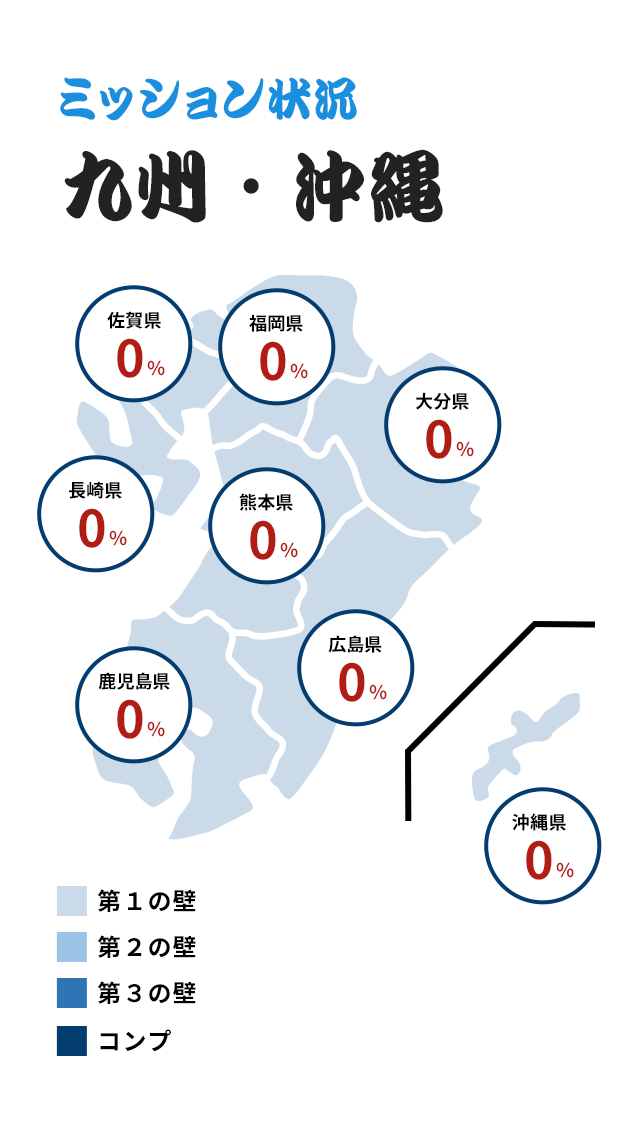 ミッション状況
九州・沖縄
佐賀県
0%
福岡県
0%
大分県
0%
長崎県
0%
熊本県
0%
広島県
0%
鹿児島県
0%
沖縄県
0%
第１の壁
第２の壁
第３の壁
コンプ